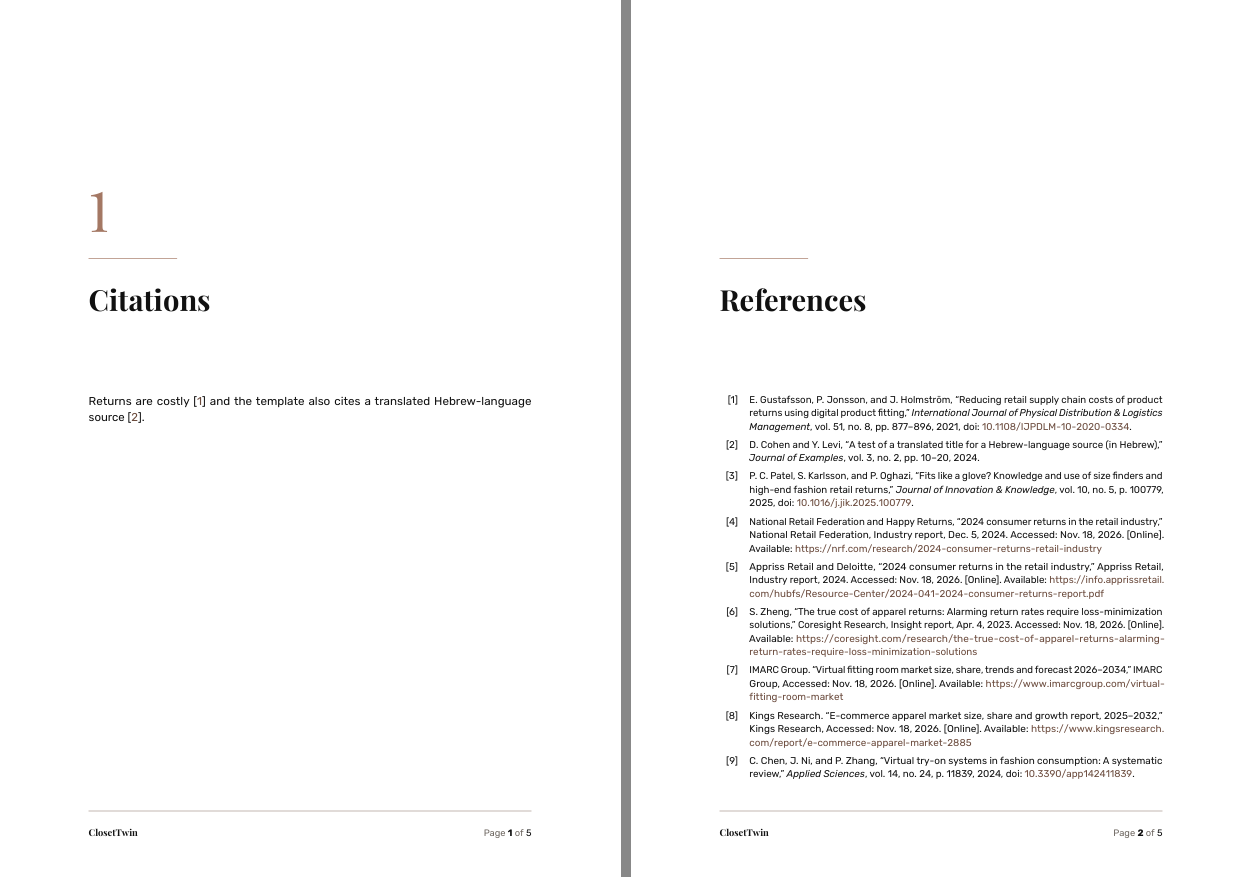 1
Citations
Returns are costly [1] and the template also cites a translated Hebrew-language
source [2].
ClosetTwin
Page 1 of 5
References
[1] E. Gustafsson, P. Jonsson, and J. Holmström, “Reducing retail supply chain costs of product
returns using digital product fitting,” International Journal of Physical Distribution & Logistics
Management, vol. 51, no. 8, pp. 877–896, 2021, doi: 10.1108/IJPDLM-10-2020-0334.
[2] D. Cohen and Y. Levi, “A test of a translated title for a Hebrew-language source (in Hebrew),”
Journal of Examples, vol. 3, no. 2, pp. 10–20, 2024.
[3] P. C. Patel, S. Karlsson, and P. Oghazi, “Fits like a glove? Knowledge and use of size finders and
high-end fashion retail returns,” Journal of Innovation & Knowledge, vol. 10, no. 5, p. 100779,
2025, doi: 10.1016/j.jik.2025.100779.
[4] National Retail Federation and Happy Returns, “2024 consumer returns in the retail industry,”
National Retail Federation, Industry report, Dec. 5, 2024. Accessed: Nov. 18, 2026. [Online].
Available: https://nrf.com/research/2024-consumer-returns-retail-industry
[5] Appriss Retail and Deloitte, “2024 consumer returns in the retail industry,” Appriss Retail,
Industry report, 2024. Accessed: Nov. 18, 2026. [Online]. Available: https://info.apprissretail.
com/hubfs/Resource-Center/2024-041-2024-consumer-returns-report.pdf
[6] S. Zheng, “The true cost of apparel returns: Alarming return rates require loss-minimization
solutions,” Coresight Research, Insight report, Apr. 4, 2023. Accessed: Nov. 18, 2026. [Online].
Available: https://coresight.com/research/the-true-cost-of-apparel-returns-alarming-
return-rates-require-loss-minimization-solutions
[7] IMARC Group. “Virtual fitting room market size, share, trends and forecast 2026–2034,” IMARC
Group, Accessed: Nov. 18, 2026. [Online]. Available: https://www.imarcgroup.com/virtual-
fitting-room-market
[8] Kings Research. “E-commerce apparel market size, share and growth report, 2025–2032,”
Kings Research, Accessed: Nov. 18, 2026. [Online]. Available: https://www.kingsresearch.
com/report/e-commerce-apparel-market-2885
[9] C. Chen, J. Ni, and P. Zhang, “Virtual try-on systems in fashion consumption: A systematic
review,” Applied Sciences, vol. 14, no. 24, p. 11839, 2024, doi: 10.3390/app142411839.
ClosetTwin
Page 2 of 5